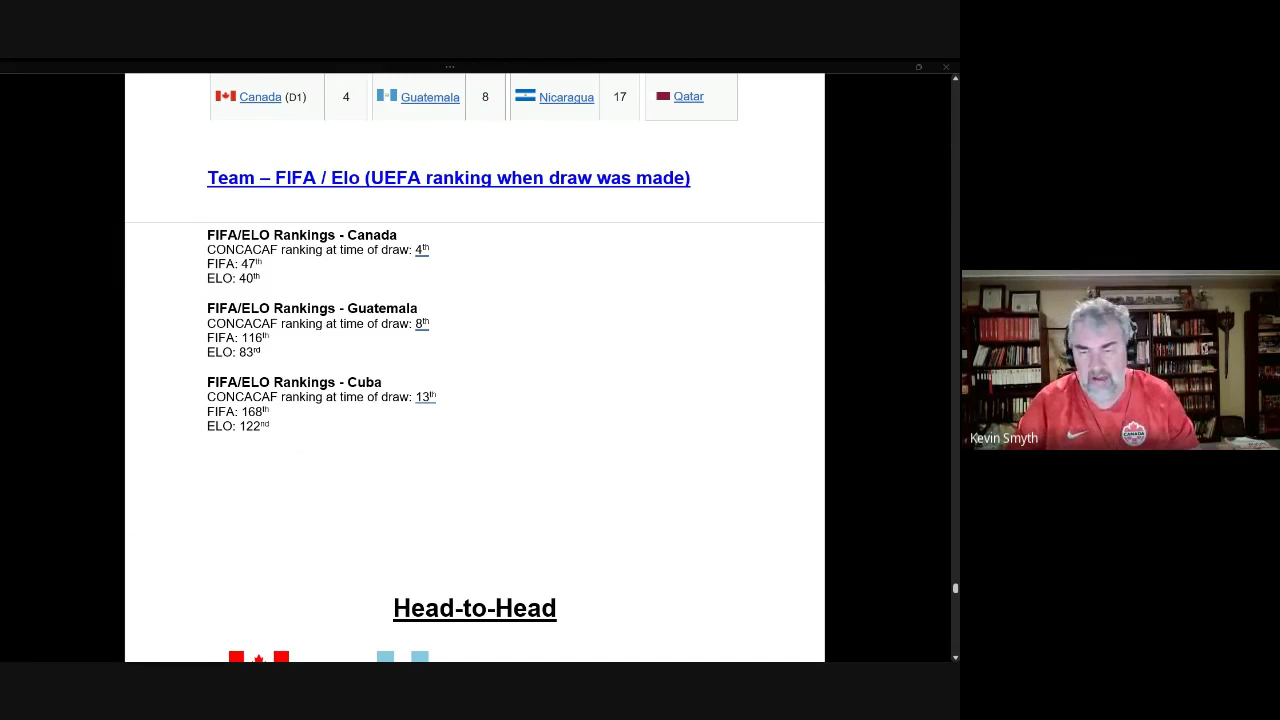 Canada (D1) 4 Guatemala 8 Nicaragua 17 Qatar
Team – FIFA / Elo (UEFA ranking when draw was made)
FIFA/ELO Rankings - Canada
CONCACAF ranking at time of draw: 4th
FIFA: 47th
ELO: 40th
FIFA/ELO Rankings - Guatemala
CONCACAF ranking at time of draw: 8th
FIFA: 116th
ELO: 83rd
FIFA/ELO Rankings - Cuba
CONCACAF ranking at time of draw: 13th
FIFA: 168th
ELO: 122nd
Head-to-Head
Kevin Smyth
CANADA